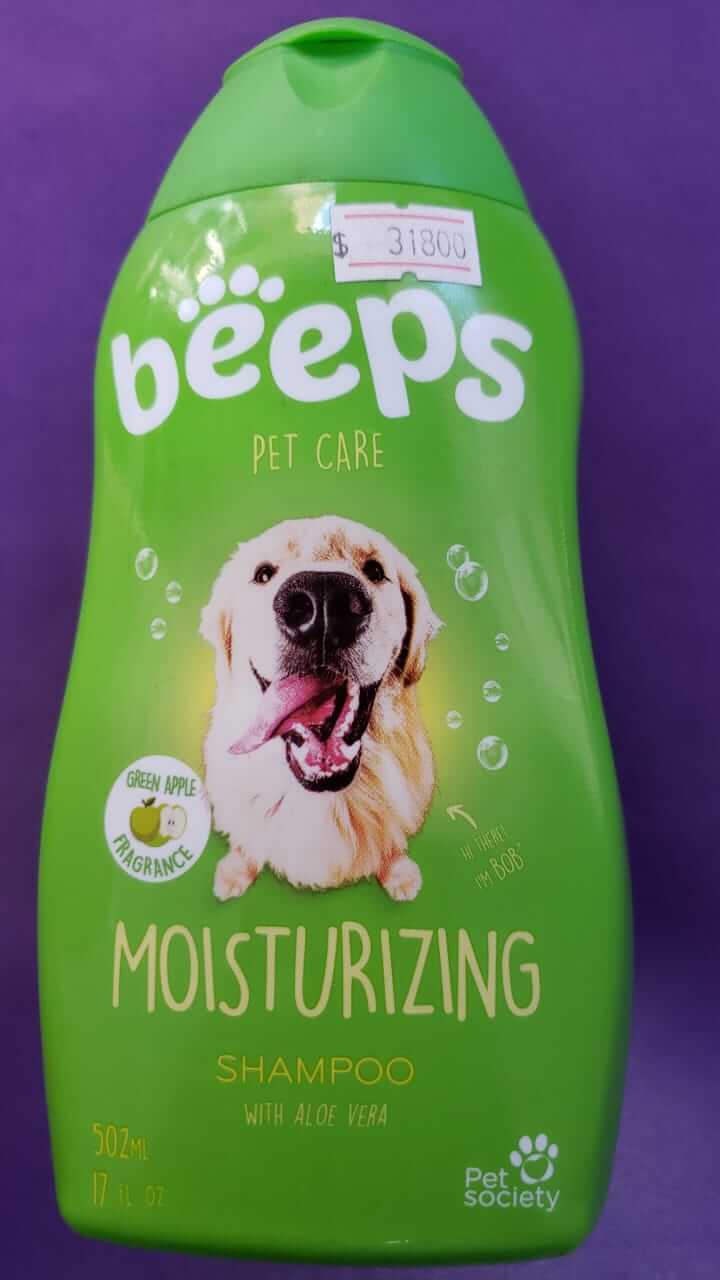 $ 31800
beeps
PET CARE
GREEN APPLE
FRAGRANCE
HI THERE!
I'M BOB
MOISTURIZING
SHAMPOO
WITH ALOE VERA
502ML
17 FL OZ
Pet
society